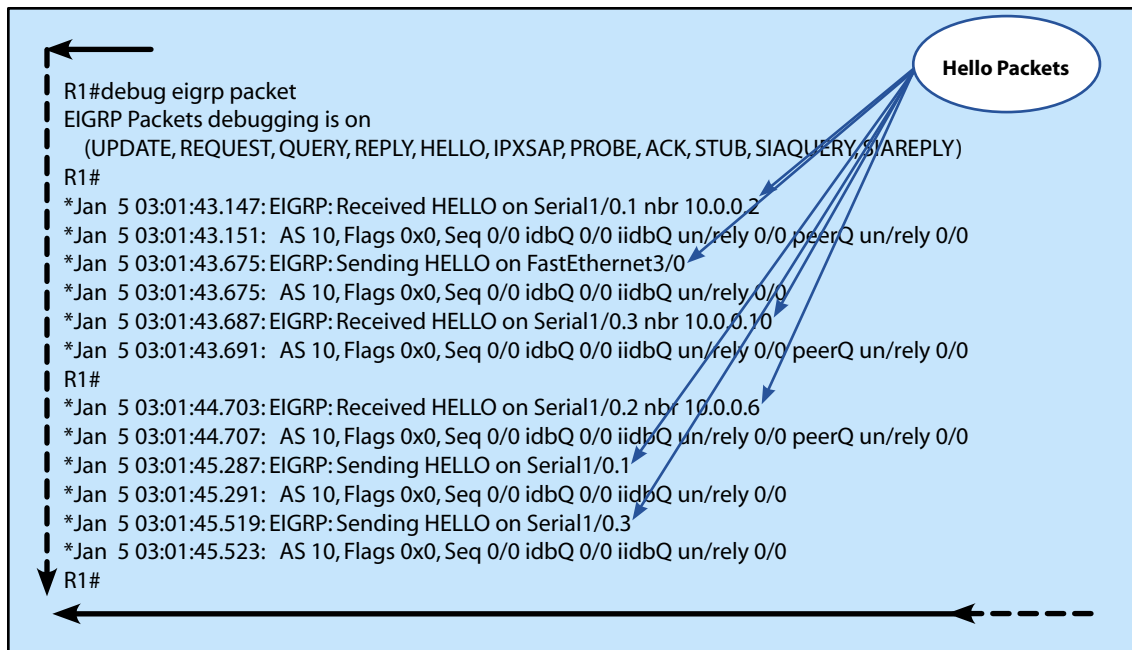 Hello Packets
R1#debug eigrp packet
EIGRP Packets debugging is on
(UPDATE, REQUEST, QUERY, REPLY, HELLO, IPXSAP, PROBE, ACK, STUB, SIAQUERY, SIAREPLY)
R1#
*Jan 5 03:01:43.147: EIGRP: Received HELLO on Serial1/0.1 nbr 10.0.0.2
*Jan 5 03:01:43.151: AS 10, Flags 0x0, Seq 0/0 idbQ 0/0 iidbQ un/rely 0/0 peerQ un/rely 0/0
*Jan 5 03:01:43.675: EIGRP: Sending HELLO on FastEthernet3/0
*Jan 5 03:01:43.675: AS 10, Flags 0x0, Seq 0/0 idbQ 0/0 iidbQ un/rely 0/0
*Jan 5 03:01:43.687: EIGRP: Received HELLO on Serial1/0.3 nbr 10.0.0.10
*Jan 5 03:01:43.691: AS 10, Flags 0x0, Seq 0/0 idbQ 0/0 iidbQ un/rely 0/0 peerQ un/rely 0/0
R1#
*Jan 5 03:01:44.703: EIGRP: Received HELLO on Serial1/0.2 nbr 10.0.0.6
*Jan 5 03:01:44.707: AS 10, Flags 0x0, Seq 0/0 idbQ 0/0 iidbQ un/rely 0/0 peerQ un/rely 0/0
*Jan 5 03:01:45.287: EIGRP: Sending HELLO on Serial1/0.1
*Jan 5 03:01:45.291: AS 10, Flags 0x0, Seq 0/0 idbQ 0/0 iidbQ un/rely 0/0
*Jan 5 03:01:45.519: EIGRP: Sending HELLO on Serial1/0.3
*Jan 5 03:01:45.523: AS 10, Flags 0x0, Seq 0/0 idbQ 0/0 iidbQ un/rely 0/0
R1#